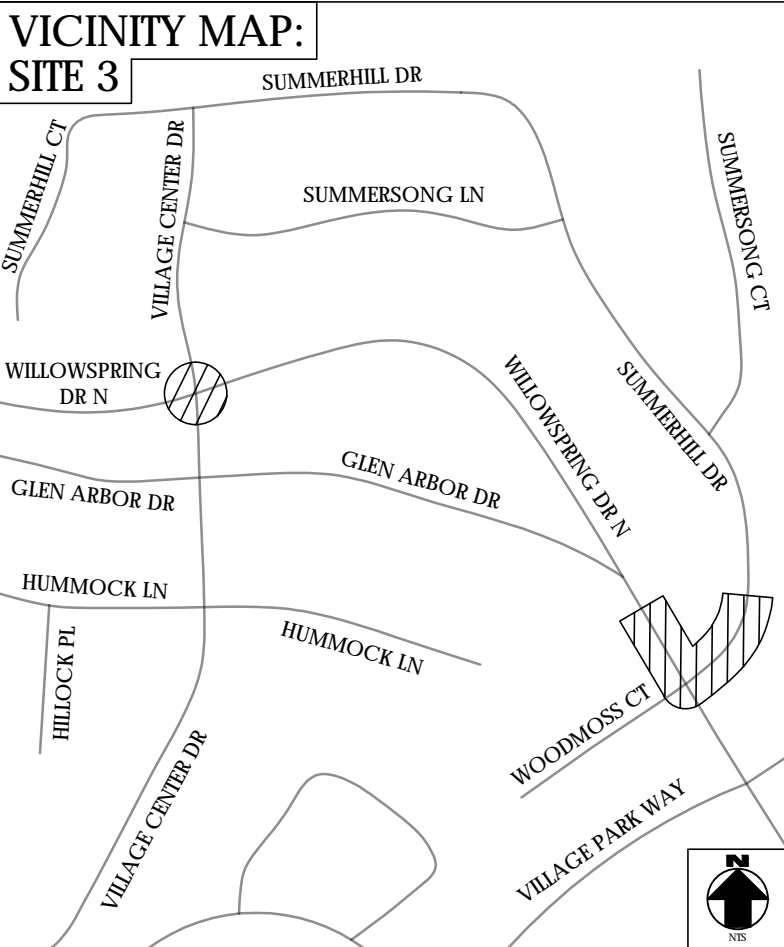 VICINITY MAP:
SITE 3
SUMMERHILL DR
SUMMERHILL CT
VILLAGE CENTER DR
SUMMERSONG LN
SUMMERSONG CT
WILLOWSPRING
DR N
WILLOWSPRING DR N
SUMMERHILL DR
GLEN ARBOR DR
GLEN ARBOR DR
HUMMOCK LN
HUMMOCK LN
HILLOCK PL
WOODMOSS CT
VILLAGE CENTER DR
VILLAGE PARK WAY
N
NTS